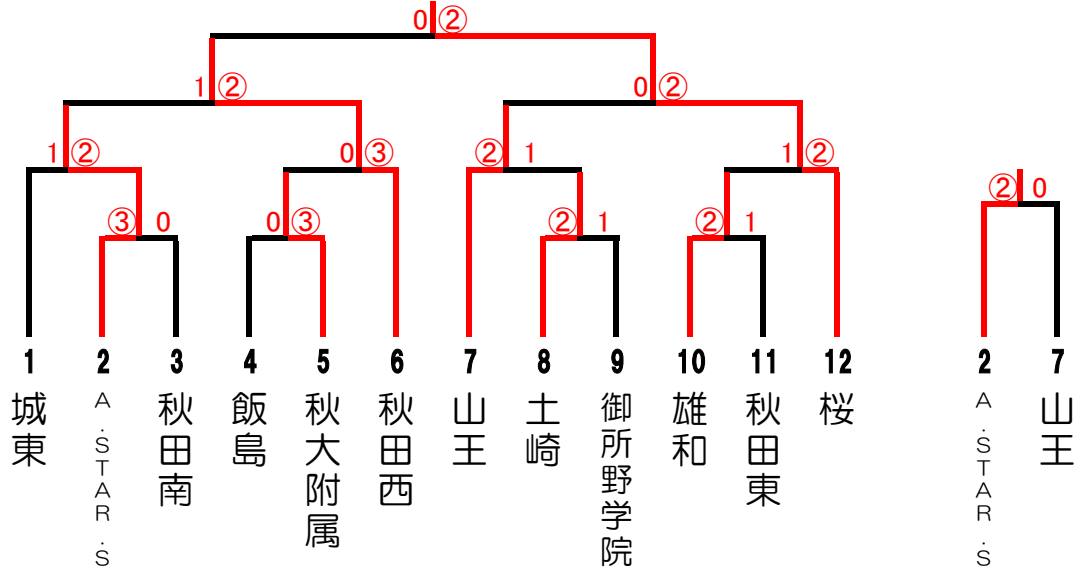 0 ②
1 ② 0 ②
1 ② 0 ③ ② 1 1 ②
② 0
③ 0 0 ③ ② 1 ② 1
1 2 3 4 5 6 7 8 9 10 11 12 2 7
城東
A.STAR.S
秋田南
飯島
秋大附属
秋田西
山王
土崎
御所野学院
雄和
秋田東
桜
A.STAR.S
山王